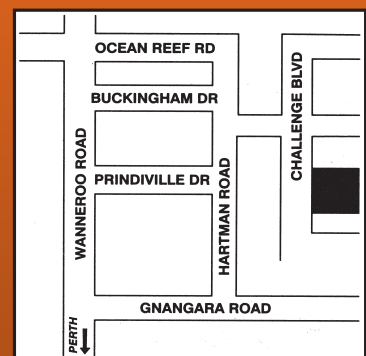 OCEAN REEF RD
BUCKINGHAM DR
CHALLENGE BLVD
WANNEROO ROAD
PRINDIVILLE DR
HARTMAN ROAD
GNANGARA ROAD
PERTH